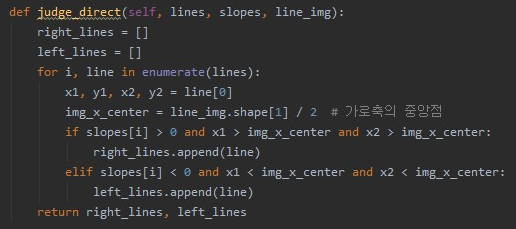 def judge_direct(self, lines, slopes, line_img):
    right_lines = []
    left_lines = []
    for i, line in enumerate(lines):
        x1, y1, x2, y2 = line[0]
        img_x_center = line_img.shape[1] / 2  # 가로축의 중앙점
        if slopes[i] > 0 and x1 > img_x_center and x2 > img_x_center:
            right_lines.append(line)
        elif slopes[i] < 0 and x1 < img_x_center and x2 < img_x_center:
            left_lines.append(line)
    return right_lines, left_lines